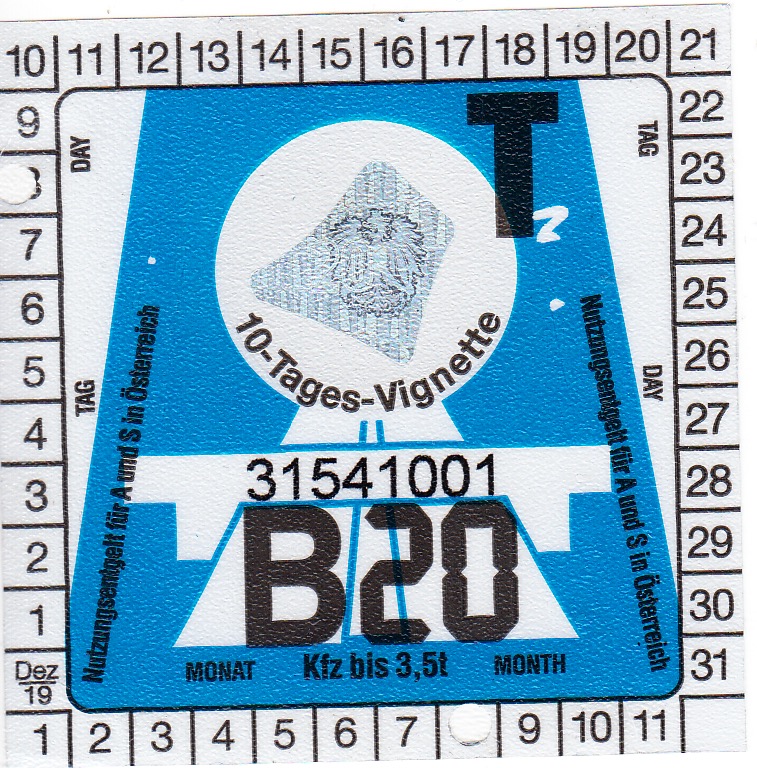 10 11 12 13 14 15 16 17 18 19 20 21
9
7
6
5
4
3
2
1
Dez
19
22
23
24
25
26
27
28
29
30
31
DAY
TAG
TAG
DAY
T
10-Tages-Vignette
Nutzungsentgelt für A und S in Österreich
Nutzungsentgelt für A und S in Österreich
31541001
B20
MONAT Kfz bis 3,5t MONTH
1 2 3 4 5 6 7 9 10 11